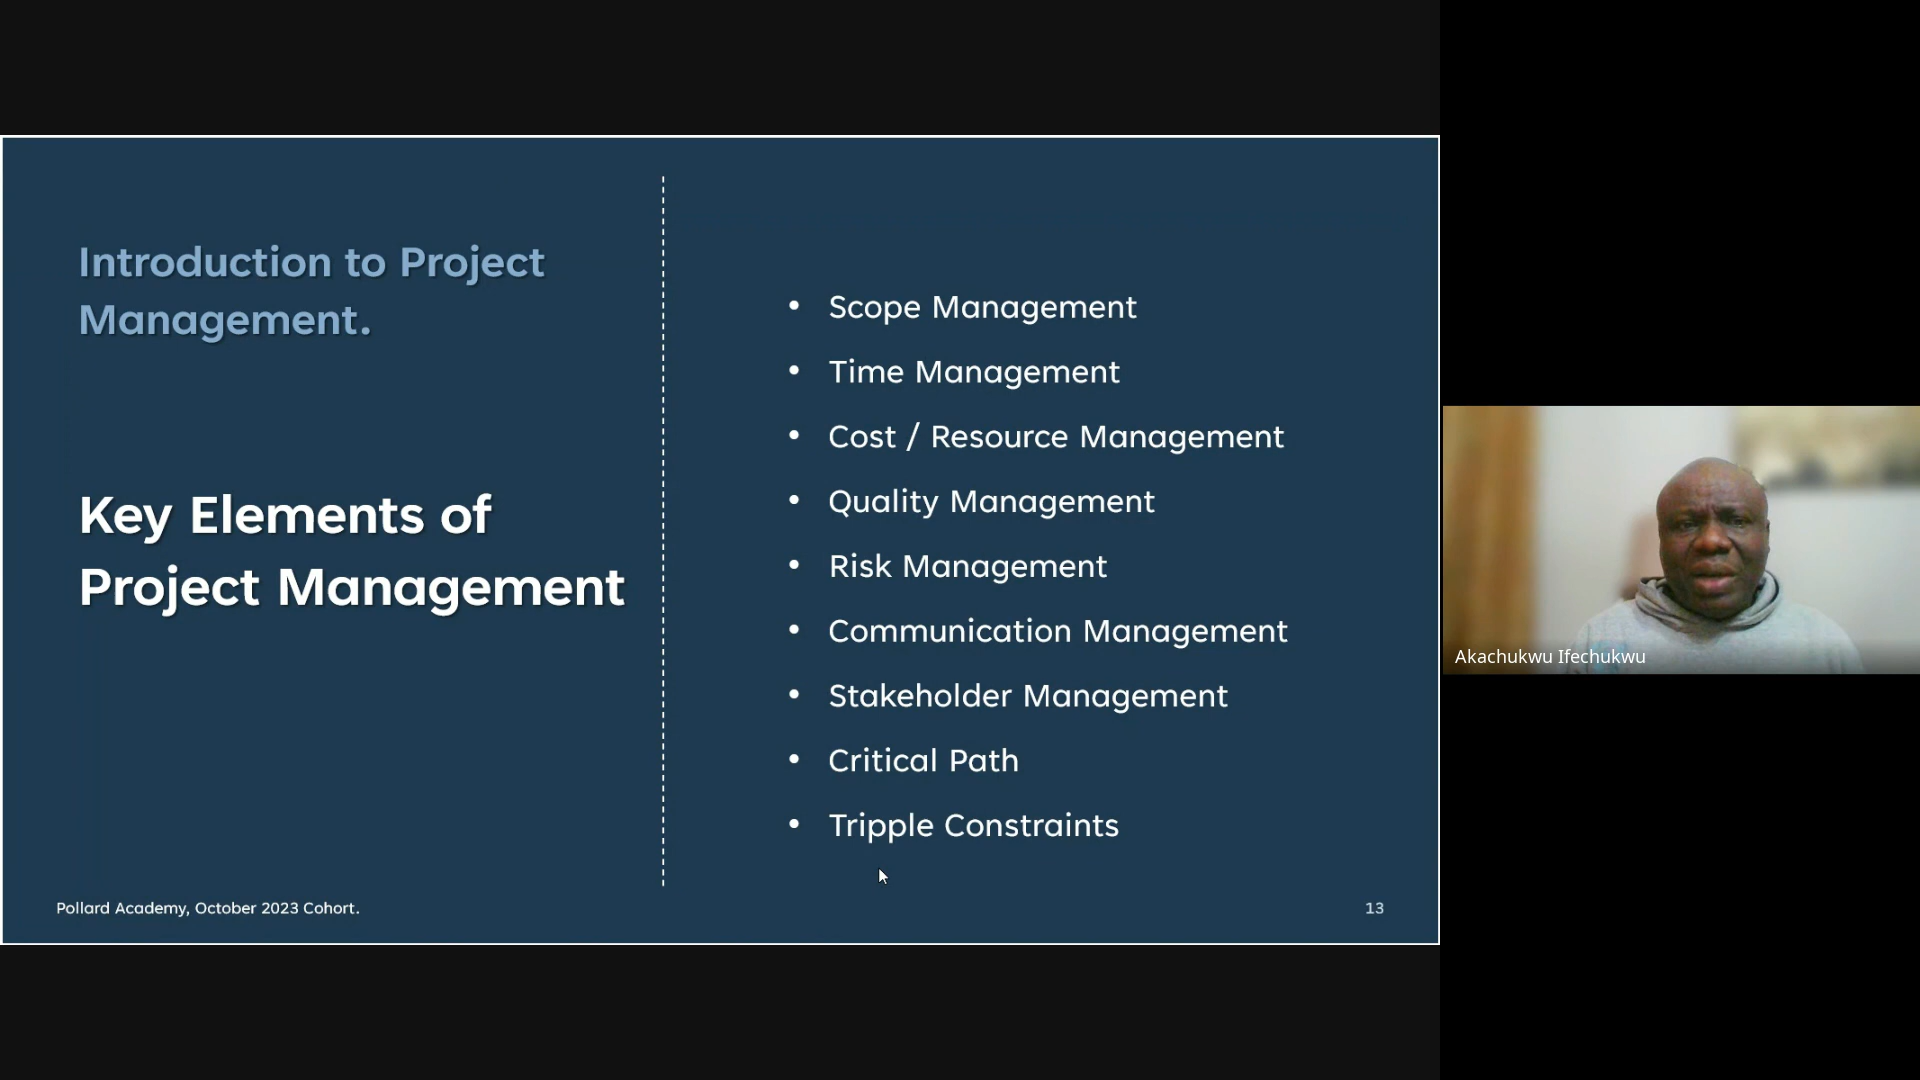 Introduction to Project
Management.
Key Elements of
Project Management
• Scope Management
• Time Management
• Cost / Resource Management
• Quality Management
• Risk Management
• Communication Management
• Stakeholder Management
• Critical Path
• Tripple Constraints
Pollard Academy, October 2023 Cohort.
13
Akachukwu Ifechukwu